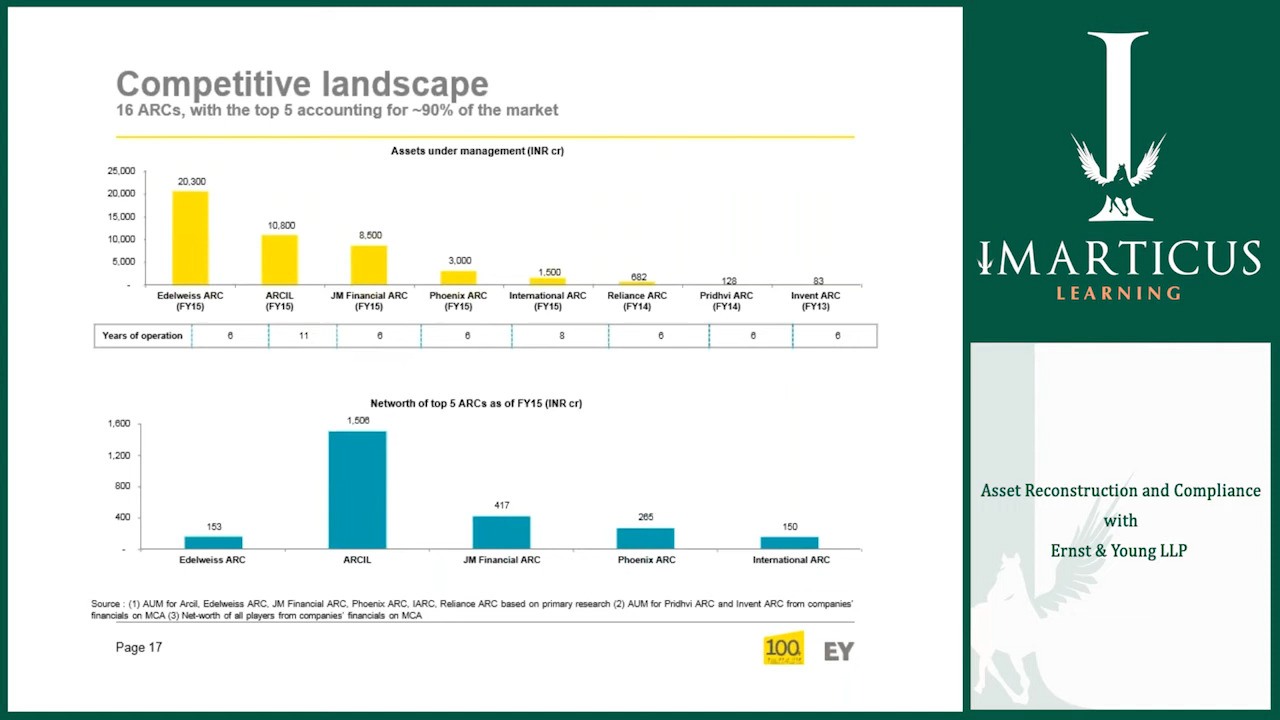 Competitive landscape
16 ARCs, with the top 5 accounting for ~90% of the market
Assets under management (INR cr)
25,000
20,000
15,000
10,000
5,000
-
20,300
10,800
8,500
3,000
1,500
682
128
83
Edelweiss ARC (FY15)
ARCIL (FY15)
JM Financial ARC (FY15)
Phoenix ARC (FY15)
International ARC (FY15)
Reliance ARC (FY14)
Pridhvi ARC (FY14)
Invent ARC (FY13)
Years of operation 6 11 6 6 8 6 6 6
Networth of top 5 ARCs as of FY15 (INR cr)
1,600
1,200
800
400
-
153
1,506
417
265
150
Edelweiss ARC
ARCIL
JM Financial ARC
Phoenix ARC
International ARC
Source : (1) AUM for Arcil, Edelweiss ARC, JM Financial ARC, Phoenix ARC, IARC, Reliance ARC based on primary research (2) AUM for Pridhvi ARC and Invent ARC from companies'
financials on MCA (3) Net-worth of all players from companies' financials on MCA
Page 17
100
EY
IMARTICUS
LEARNING
Asset Reconstruction and Compliance
with
Ernst & Young LLP